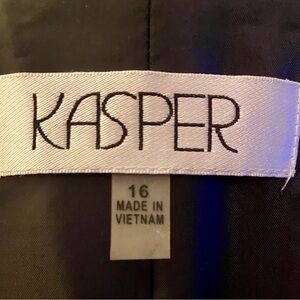 KASPER
16
MADE IN
VIETNAM